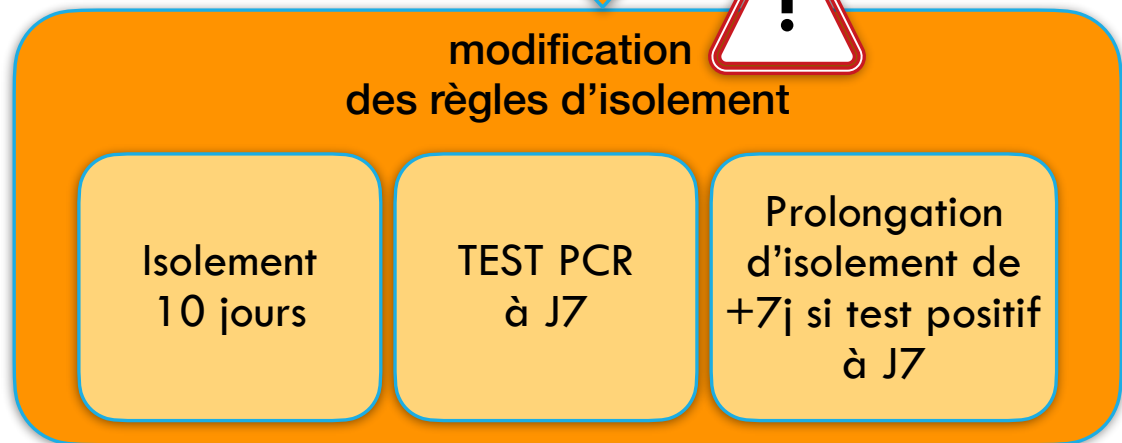 !
modification
des règles d'isolement
Isolement
10 jours
TEST PCR
à J7
Prolongation
d'isolement de
+7j si test positif
à J7